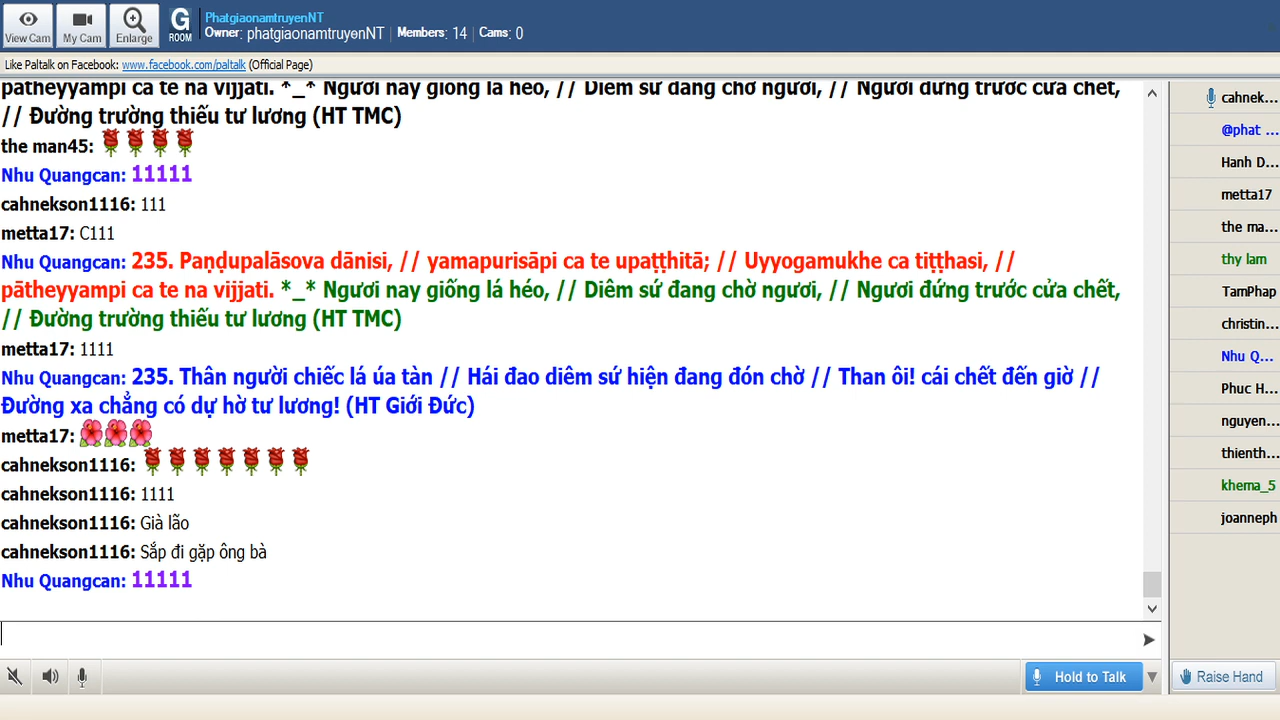 PhatgiaonamtruyenNT
View Cam
My Cam
Enlarge
G
ROOM
Owner: phatgiaonamtruyenNT | Members: 14 | Cams: 0
Like Paltalk on Facebook: www.facebook.com/paltalk (Official Page)
pātheyyampi ca te na vijjati. *_* Ngươi nay giống lá héo, // Diêm sứ đang chờ ngươi, // Ngươi đứng trước cửa chết,
// Đường trường thiếu tư lương (HT TMC)
the man45:
Nhu Quangcan: 11111
cahnekson1116: 111
metta17: C111
Nhu Quangcan: 235. Paṇḍupalāsova dānisi, // yamapurisāpi ca te upaṭṭhitā; // Uyyogamukhe ca tiṭṭhasi, //
pātheyyampi ca te na vijjati. *_* Ngươi nay giống lá héo, // Diêm sứ đang chờ ngươi, // Ngươi đứng trước cửa chết,
// Đường trường thiếu tư lương (HT TMC)
metta17: 1111
Nhu Quangcan: 235. Thân người chiếc lá úa tàn // Hái đao diêm sứ hiện đang đón chờ // Than ôi! cái chết đến giờ //
Đường xa chẳng có dự hờ tư lương! (HT Giới Đức)
metta17:
cahnekson1116:
cahnekson1116: 1111
cahnekson1116: Già lão
cahnekson1116: Sắp đi gặp ông bà
Nhu Quangcan: 11111
cahnek...
@phat ...
Hanh D...
metta17
the ma...
thy lam
TamPhap
christin...
Nhu Q...
Phuc H...
nguyen...
thienth...
khema_5
joanneph
Hold to Talk
Raise Hand